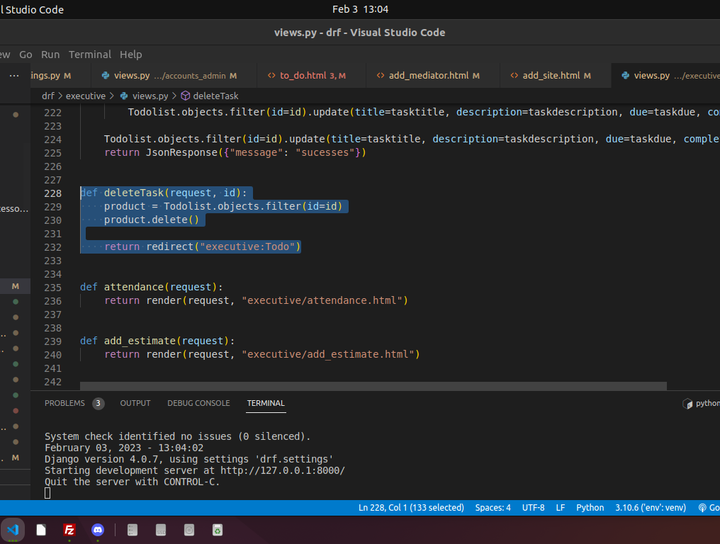 l Studio Code
Feb 3 13:04
views.py - drf - Visual Studio Code
ew Go Run Terminal Help
ings.py M
views.py .../accounts_admin M
to_do.html 3, M
add_mediator.html M
add_site.html M
views.py .../executive
drf > executive > views.py > deleteTask
222 Todolist.objects.filter(id=id).update(title=tasktitle, description=taskdescription, due=taskdue, co
223
224 Todolist.objects.filter(id=id).update(title=tasktitle, description=taskdescription, due=taskdue, comple
225 return JsonResponse({"message": "sucesses"})
226
227
228 def deleteTask(request, id):
229 product = Todolist.objects.filter(id=id)
230 product.delete()
231
232 return redirect("executive:Todo")
233
234
235 def attendance(request):
236 return render(request, "executive/attendance.html")
237
238
239 def add_estimate(request):
240 return render(request, "executive/add_estimate.html")
241
242
esso...
M
M
PROBLEMS 3 OUTPUT DEBUG CONSOLE TERMINAL
python
System check identified no issues (0 silenced).
February 03, 2023 - 13:04:02
Django version 4.0.7, using settings 'drf.settings'
Starting development server at http://127.0.0.1:8000/
Quit the server with CONTROL-C.
Ln 228, Col 1 (133 selected) Spaces: 4 UTF-8 LF Python 3.10.6 ('env': venv) Go